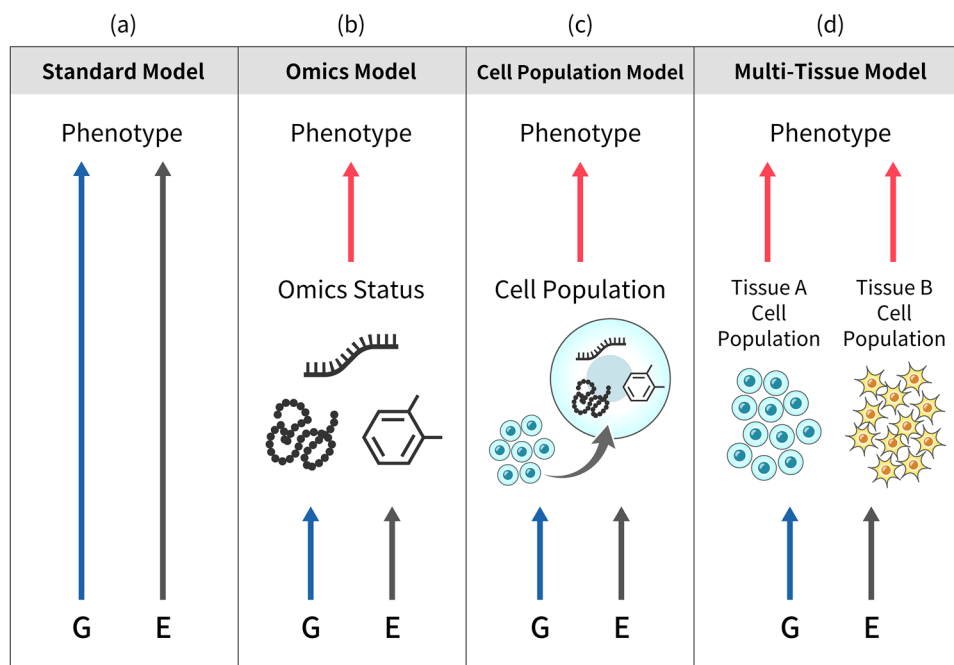 (a)
(b)
(c)
(d)
Standard Model
Omics Model
Cell Population Model
Multi-Tissue Model
Phenotype
Phenotype
Phenotype
Phenotype
Omics Status
Cell Population
Tissue A
Cell
Population
Tissue B
Cell
Population
G
E
G
E
G
E
G
E